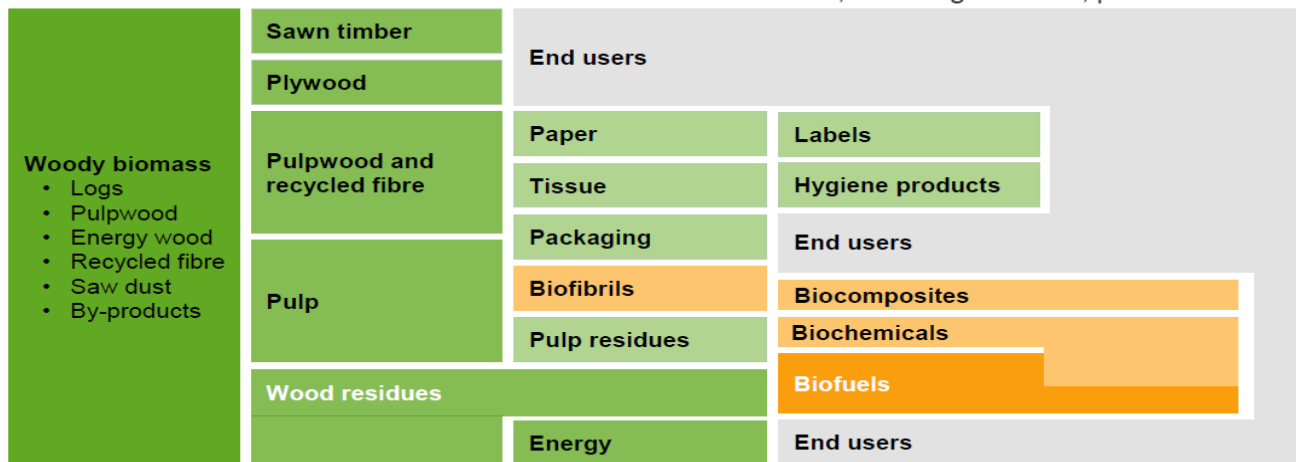 Woody biomass
• Logs
• Pulpwood
• Energy wood
• Recycled fibre
• Saw dust
• By-products
Sawn timber
Plywood
Pulpwood and
recycled fibre
Pulp
Wood residues
End users
Paper
Tissue
Packaging
Biofibrils
Pulp residues
Energy
Labels
Hygiene products
End users
Biocomposites
Biochemicals
Biofuels
End users